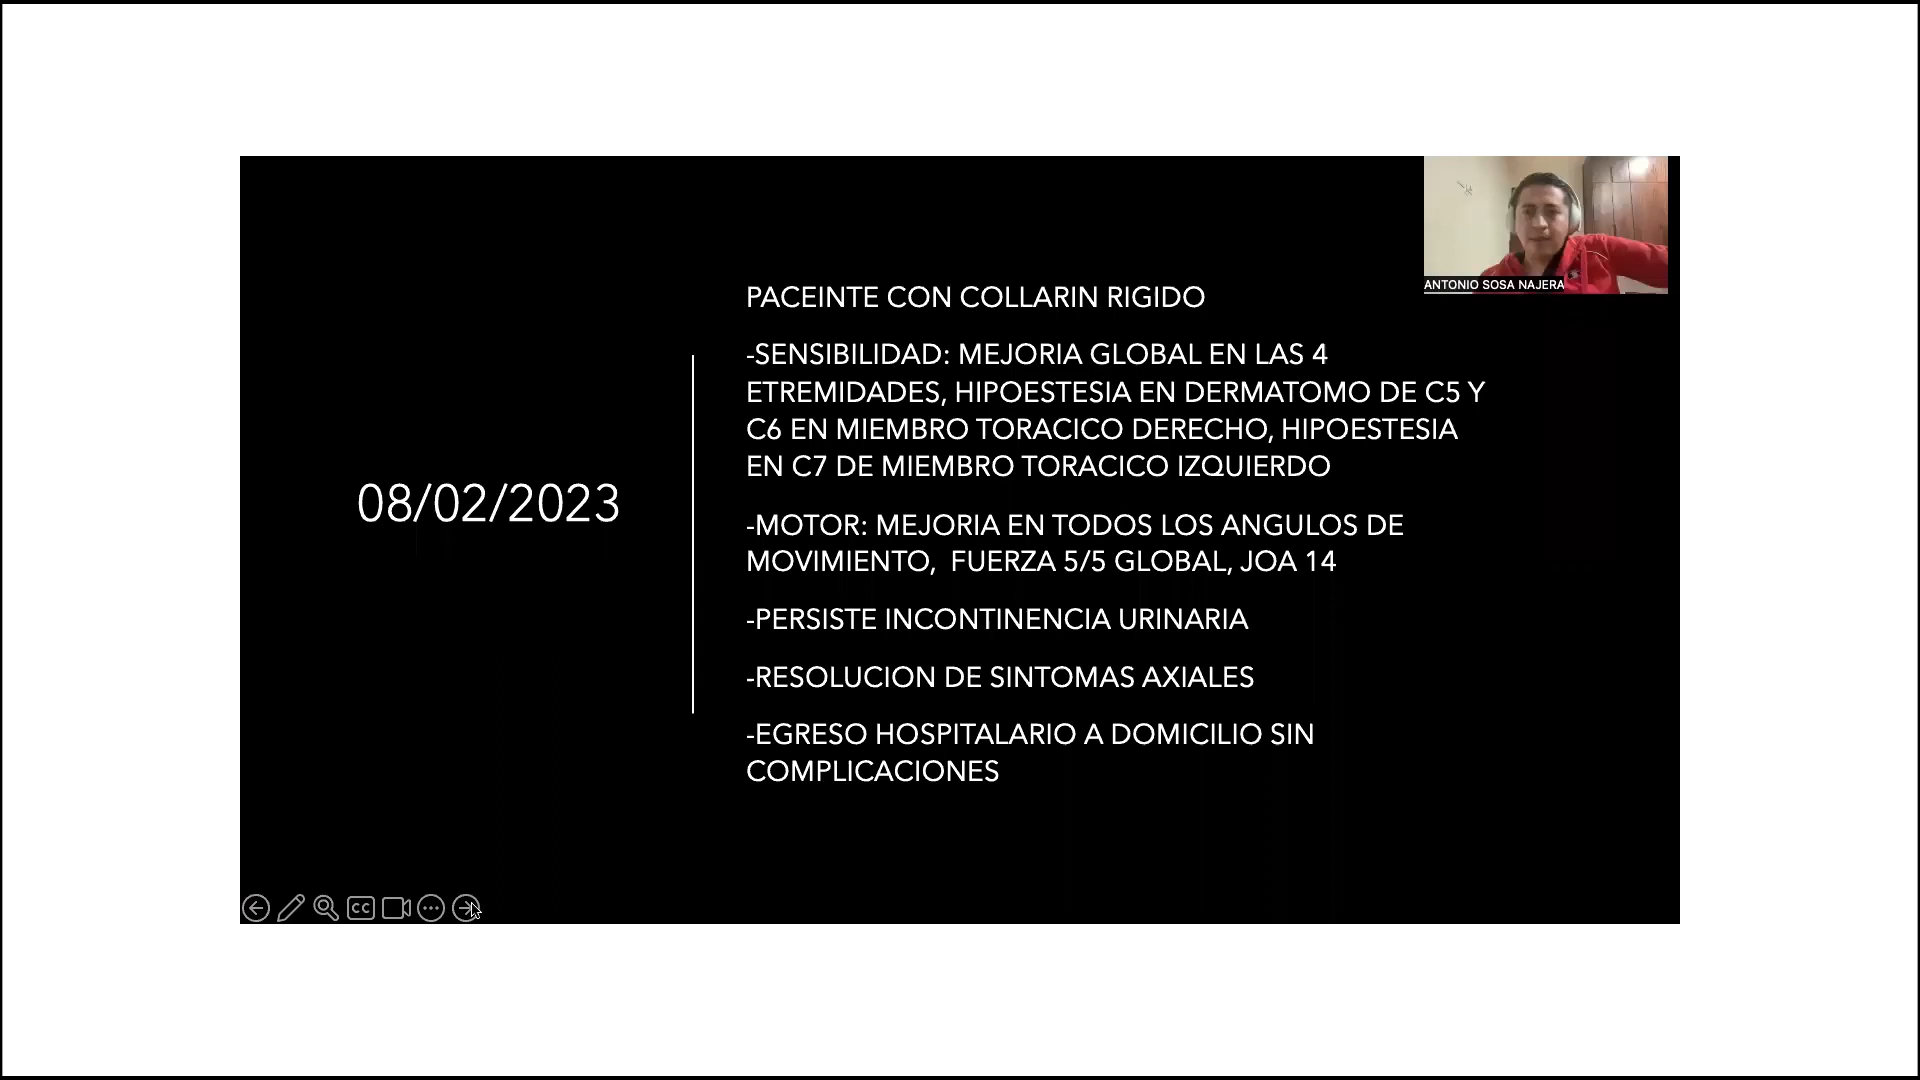 ANTONIO SOSA NAJERA
08/02/2023
PACEINTE CON COLLARIN RIGIDO
-SENSIBILIDAD: MEJORIA GLOBAL EN LAS 4
ETREMIDADES, HIPOESTESIA EN DERMATOMO DE C5 Y
C6 EN MIEMBRO TORACICO DERECHO, HIPOESTESIA
EN C7 DE MIEMBRO TORACICO IZQUIERDO
-MOTOR: MEJORIA EN TODOS LOS ANGULOS DE
MOVIMIENTO,  FUERZA 5/5 GLOBAL, JOA 14
-PERSISTE INCONTINENCIA URINARIA
-RESOLUCION DE SINTOMAS AXIALES
-EGRESO HOSPITALARIO A DOMICILIO SIN
COMPLICACIONES
CC